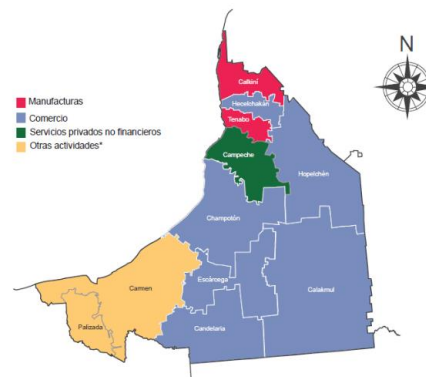 N
Manufacturas
Comercio
Servicios privados no financieros
Otras actividades*
Calkiní
Hecelchakán
Tenabo
Campeche
Hopelchén
Champotón
Carmen
Palizada
Escárcega
Calakmul
Candelaria